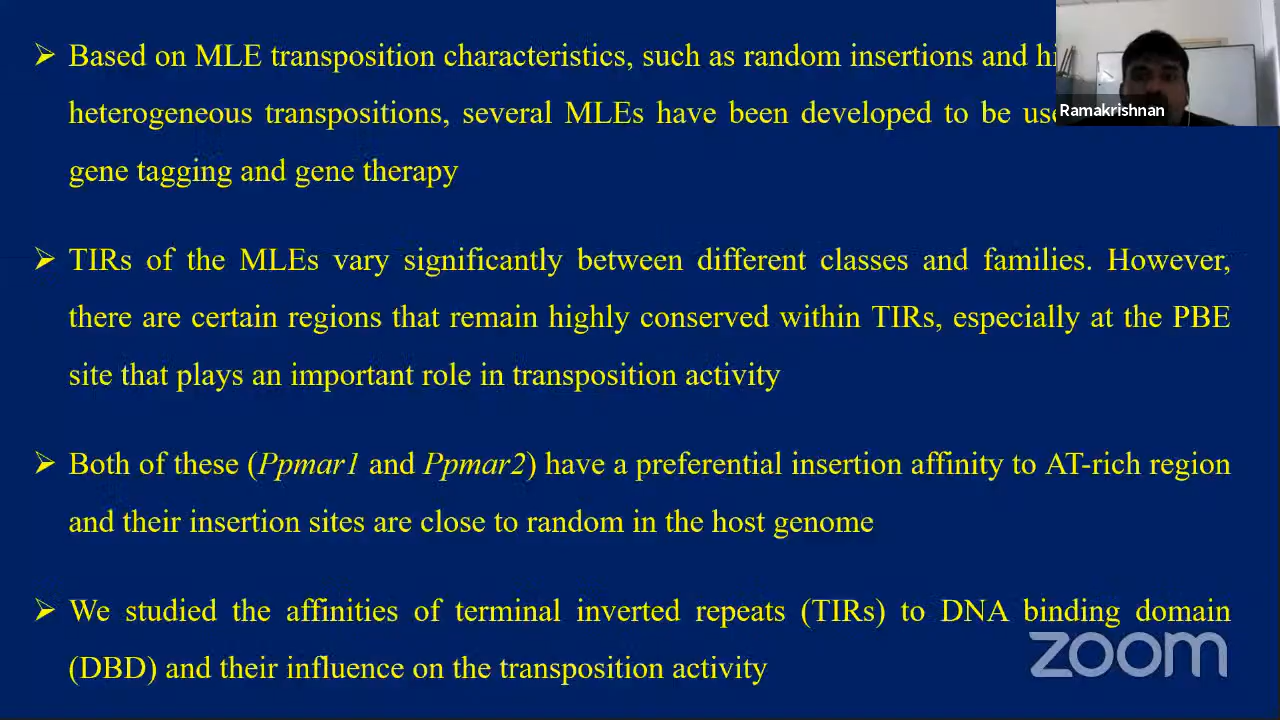 Based on MLE transposition characteristics, such as random insertions and
heterogeneous transpositions, several MLEs have been developed to be
gene tagging and gene therapy
TIRs of the MLEs vary significantly between different classes and families. However,
there are certain regions that remain highly conserved within TIRs, especially at the PBE
site that plays an important role in transposition activity
Both of these (Ppmar1 and Ppmar2) have a preferential insertion affinity to AT-rich region
and their insertion sites are close to random in the host genome
We studied the affinities of terminal inverted repeats (TIRs) to DNA binding domain
(DBD) and their influence on the transposition activity
Ramakrishnan
zoom